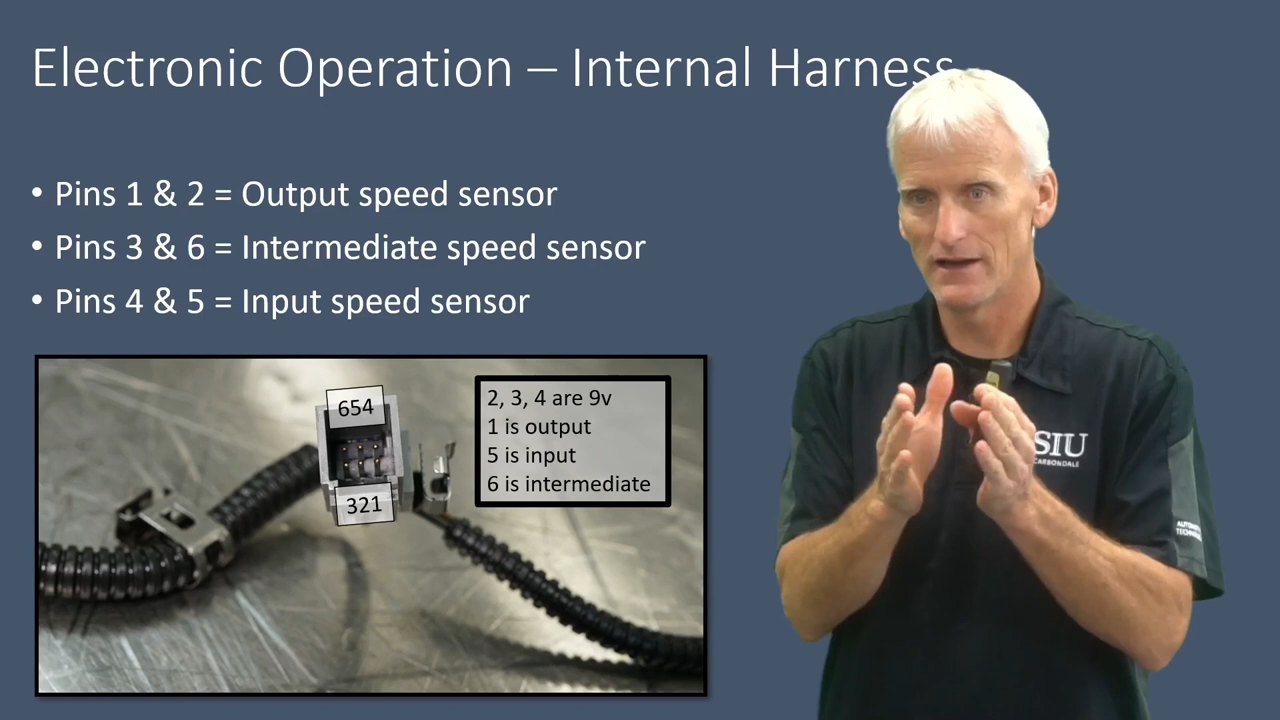 Electronic Operation – Internal Harness
• Pins 1 & 2 = Output speed sensor
• Pins 3 & 6 = Intermediate speed sensor
• Pins 4 & 5 = Input speed sensor
654
321
2, 3, 4 are 9v
1 is output
5 is input
6 is intermediate
SIU
CARBONDALE